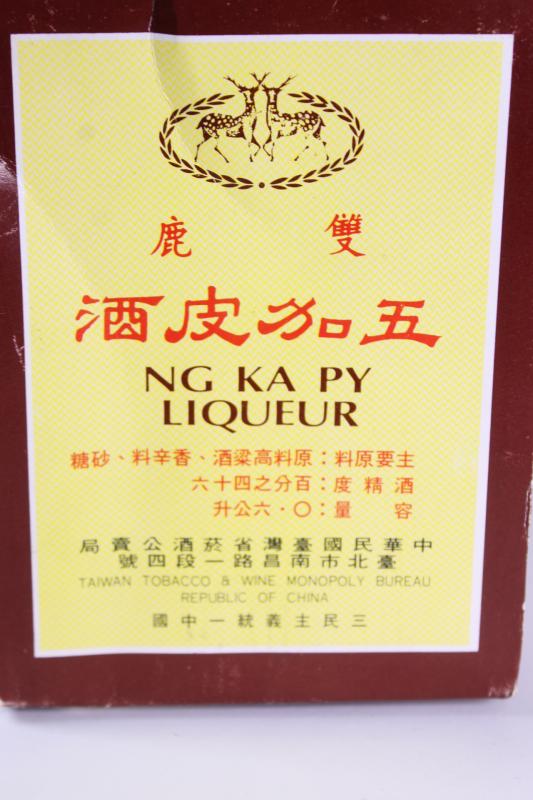 雙鹿
五加皮酒
NG KA PY
LIQUEUR
主要原料：原料高粱酒、香辛料、砂糖
酒精度：百分之四十六
容量：〇・六公升
中華民國臺灣省菸酒公賣局
臺北市南昌路一段四號
TAIWAN TOBACCO & WINE MONOPOLY BUREAU
REPUBLIC OF CHINA
三民主義統一中國